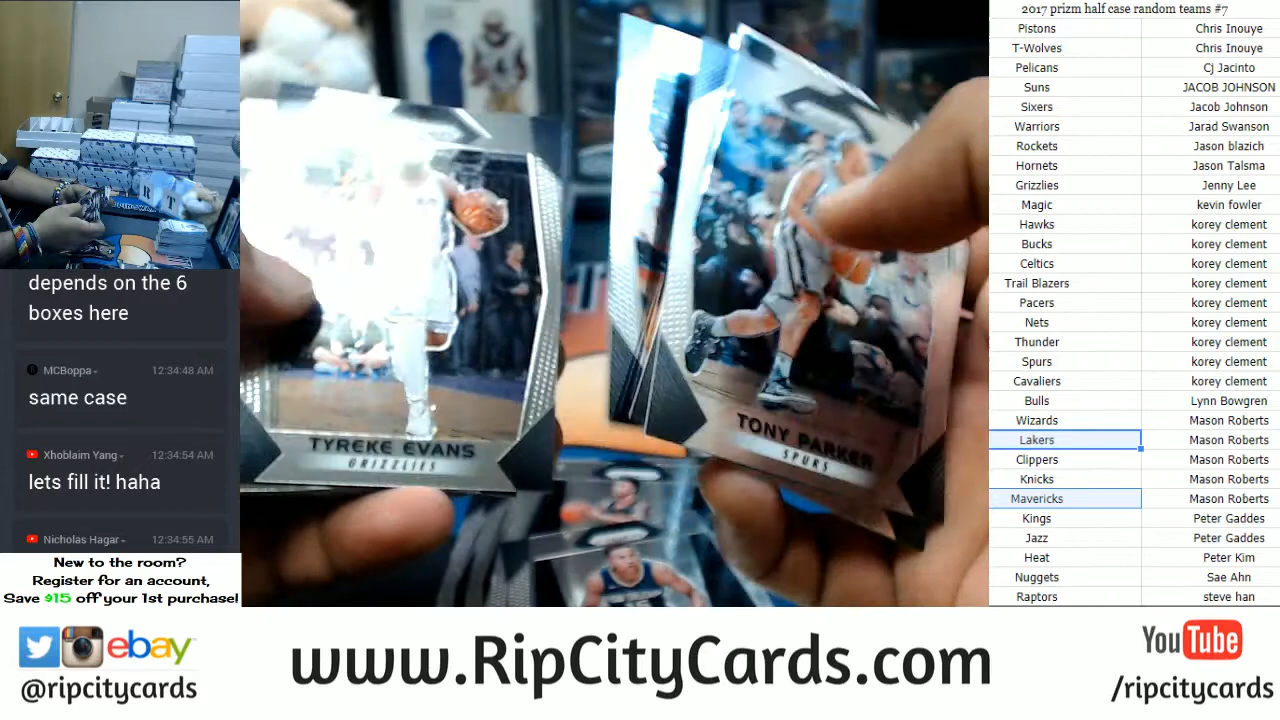 depends on the 6
boxes here
MCBoppa
12:34:48 AM
same case
Xhoblaim Yang
12:34:54 AM
lets fill it! haha
Nicholas Hagar
12:34:55 AM
New to the room?
Register for an account,
Save $15 off your 1st purchase!
TYREKE EVANS
GRIZZLIES
TONY PARKER
SPURS
2017 prizm half case random teams #7
Pistons Chris Inouye
T-Wolves Chris Inouye
Pelicans Cj Jacinto
Suns JACOB JOHNSON
Sixers Jacob Johnson
Warriors Jarad Swanson
Rockets Jason blazich
Hornets Jason Talsma
Grizzlies Jenny Lee
Magic kevin fowler
Hawks korey clement
Bucks korey clement
Celtics korey clement
Trail Blazers korey clement
Pacers korey clement
Nets korey clement
Thunder korey clement
Spurs korey clement
Cavaliers korey clement
Bulls Lynn Bowgren
Wizards Mason Roberts
Lakers Mason Roberts
Clippers Mason Roberts
Knicks Mason Roberts
Mavericks Mason Roberts
Kings Peter Gaddes
Jazz Peter Gaddes
Heat Peter Kim
Nuggets Sae Ahn
Raptors steve han
ebay
@ripcitycards
www.RipCityCards.com
YouTube
/ripcitycards